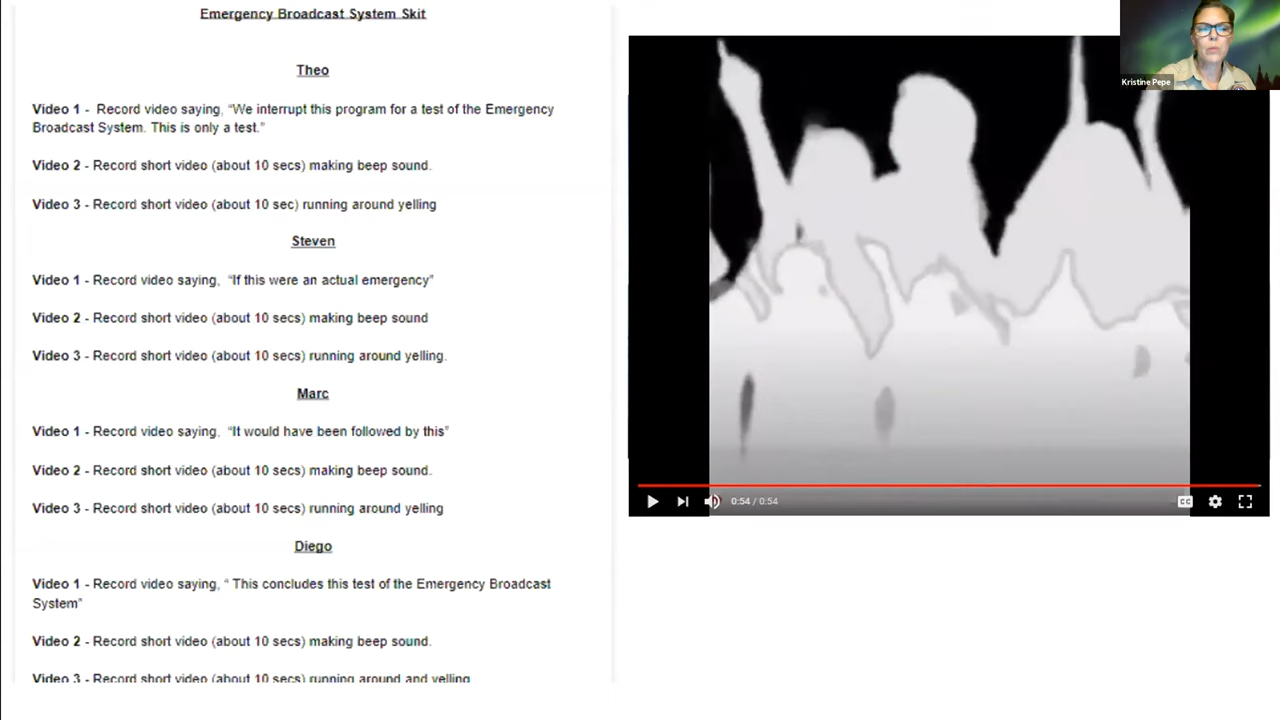 Emergency Broadcast System Skit
Theo
Video 1 - Record video saying, “We interrupt this program for a test of the Emergency
Broadcast System. This is only a test.”
Video 2 - Record short video (about 10 secs) making beep sound.
Video 3 - Record short video (about 10 sec) running around yelling
Steven
Video 1 - Record video saying, “If this were an actual emergency”
Video 2 - Record short video (about 10 secs) making beep sound
Video 3 - Record short video (about 10 secs) running around yelling.
Marc
Video 1 - Record video saying, “It would have been followed by this”
Video 2 - Record short video (about 10 secs) making beep sound.
Video 3 - Record short video (about 10 secs) running around yelling
Diego
Video 1 - Record video saying, “ This concludes this test of the Emergency Broadcast
System”
Video 2 - Record short video (about 10 secs) making beep sound.
Video 3 - Record short video (about 10 secs) running around and yelling
Kristine Pepe
0:54 / 0:54
CC